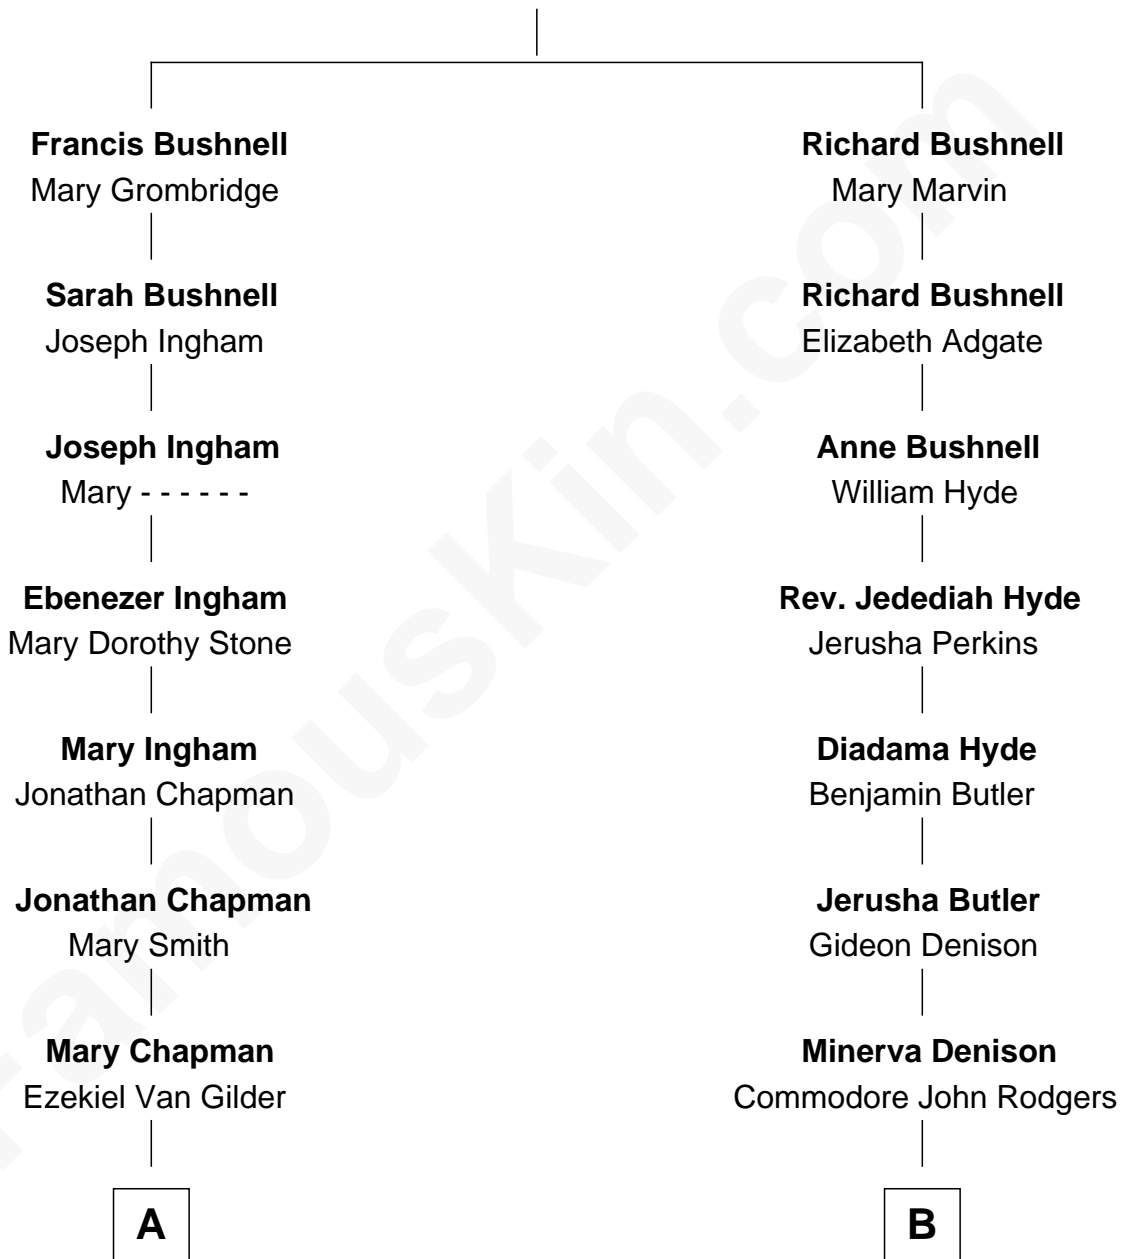 Francis Bushnell
Mary Grombridge
Richard Bushnell
Mary Marvin
Sarah Bushnell
Joseph Ingham
Richard Bushnell
Elizabeth Adgate
Joseph Ingham
Mary - - - - - -
Anne Bushnell
William Hyde
Ebenezer Ingham
Mary Dorothy Stone
Rev. Jedediah Hyde
Jerusha Perkins
Mary Ingham
Jonathan Chapman
Diadama Hyde
Benjamin Butler
Jonathan Chapman
Mary Smith
Jerusha Butler
Gideon Denison
Mary Chapman
Ezekiel Van Gilder
Minerva Denison
Commodore John Rodgers
A
B
FamousKin.com